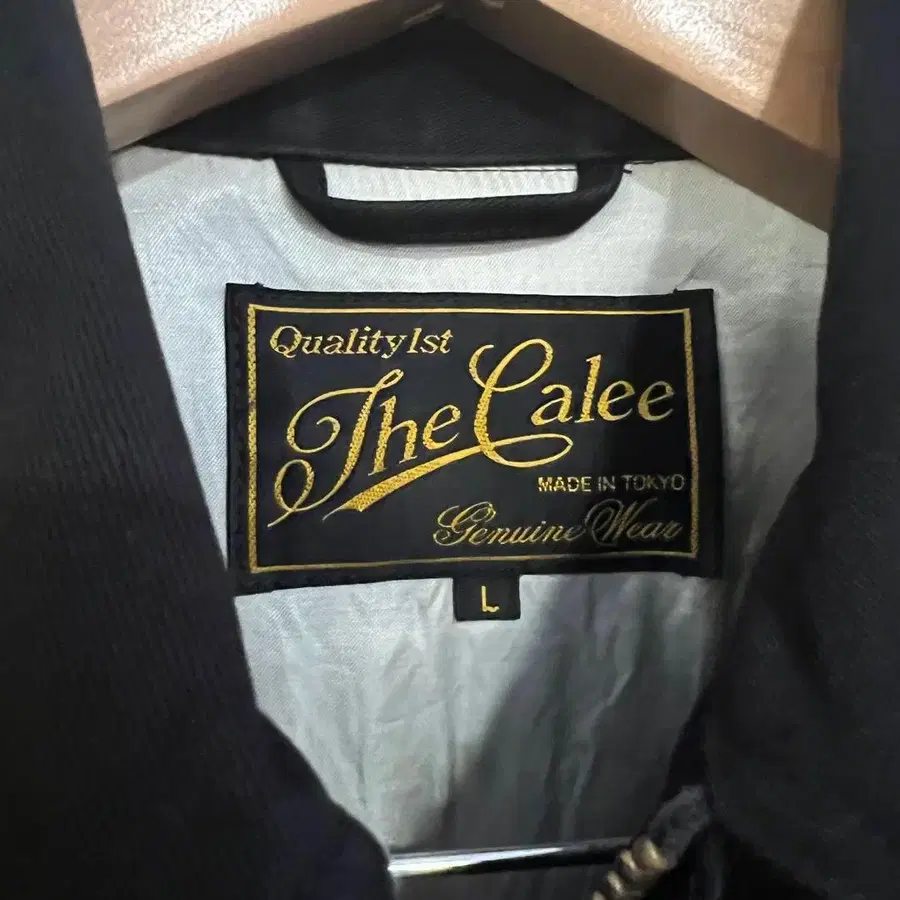 Quality1st
The Calee
MADE IN TOKYO
Genuine Wear
L